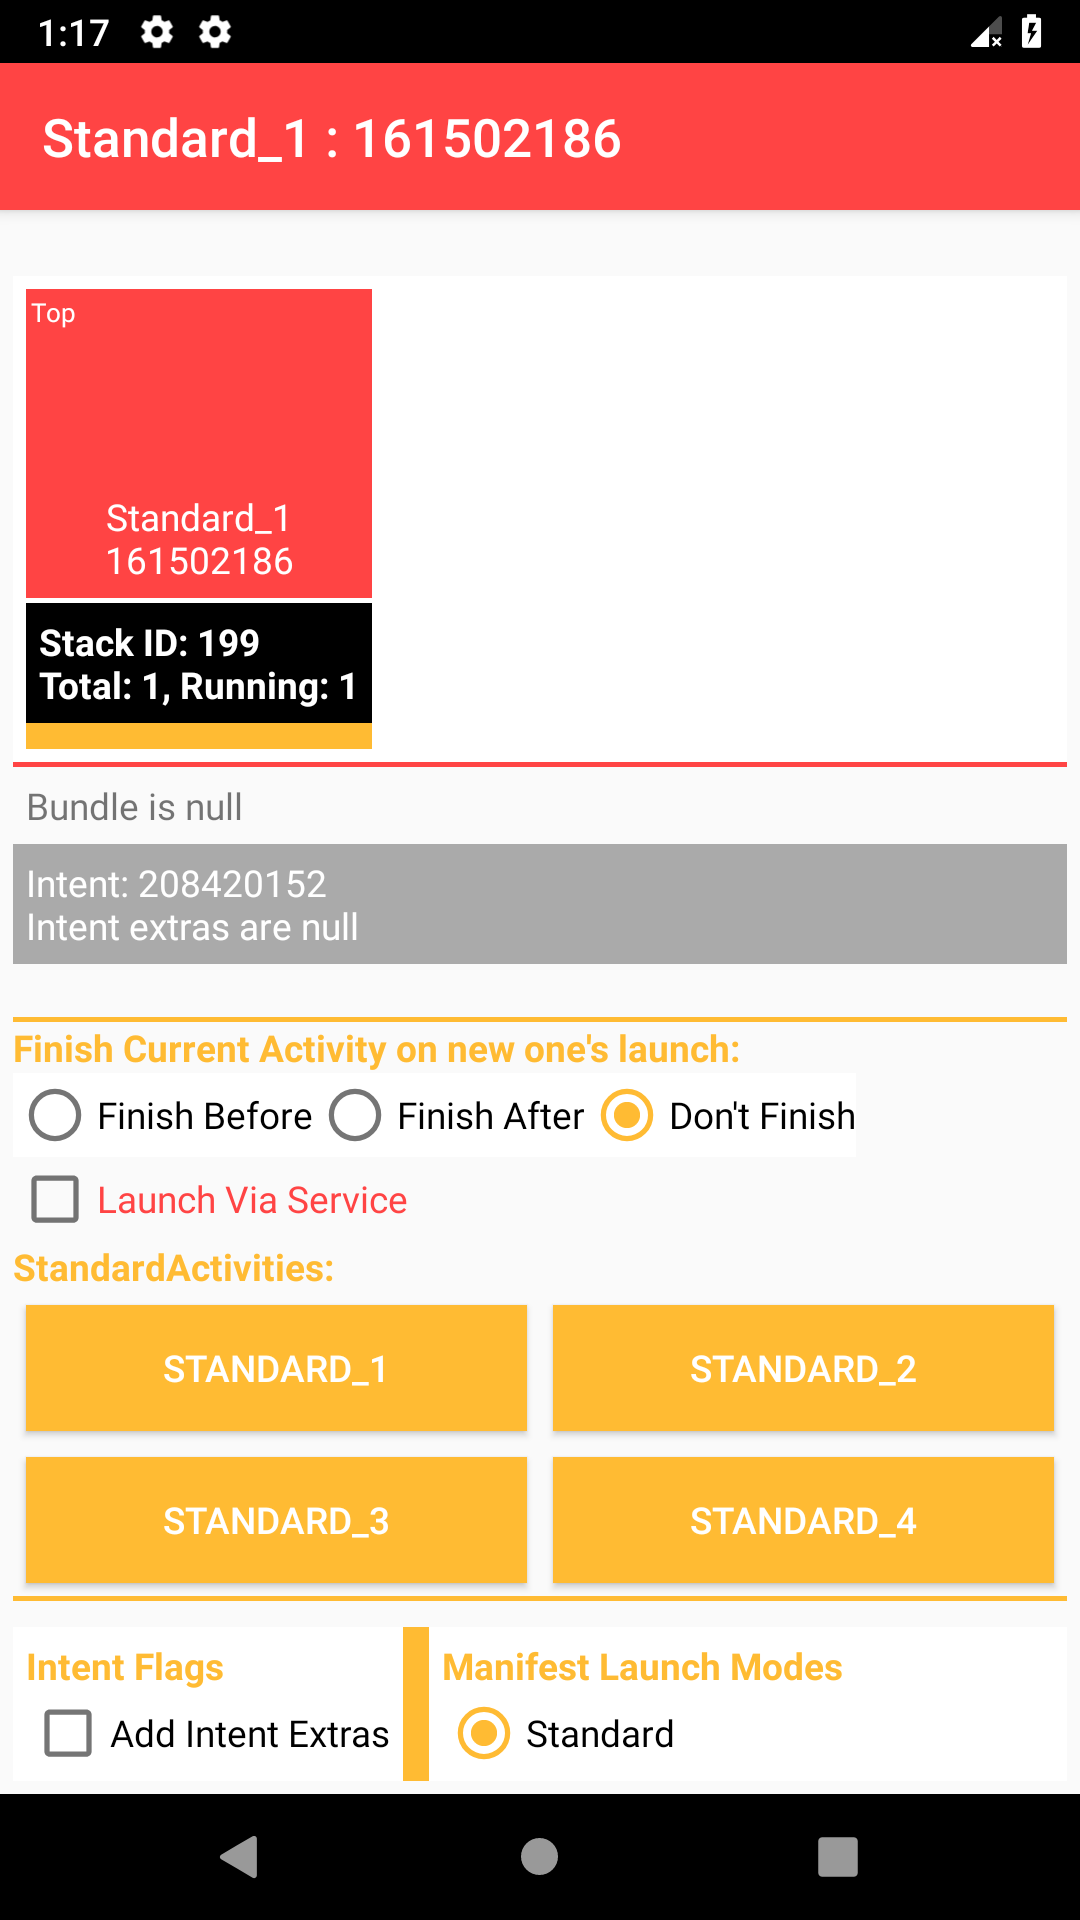 1:17
Standard_1 : 161502186
Top
Standard_1
161502186
Stack ID: 199
Total: 1, Running: 1
Bundle is null
Intent: 208420152
Intent extras are null
Finish Current Activity on new one's launch:
Finish Before Finish After Don't Finish
Launch Via Service
StandardActivities:
STANDARD_1 STANDARD_2
STANDARD_3 STANDARD_4
Intent Flags Manifest Launch Modes
Add Intent Extras Standard